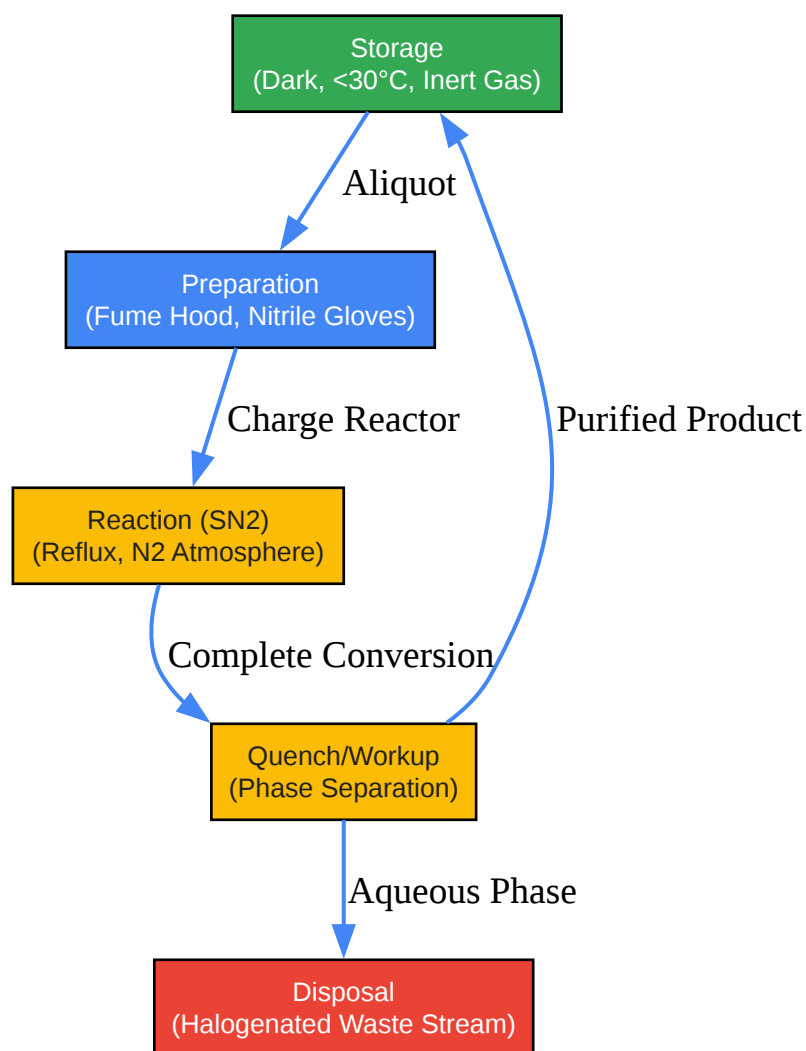 Storage
(Dark, <30°C, Inert Gas)
Aliquot
Preparation
(Fume Hood, Nitrile Gloves)
Charge Reactor
Purified Product
Reaction (SN2)
(Reflux, N2 Atmosphere)
Complete Conversion
Quench/Workup
(Phase Separation)
Aqueous Phase
Disposal
(Halogenated Waste Stream)